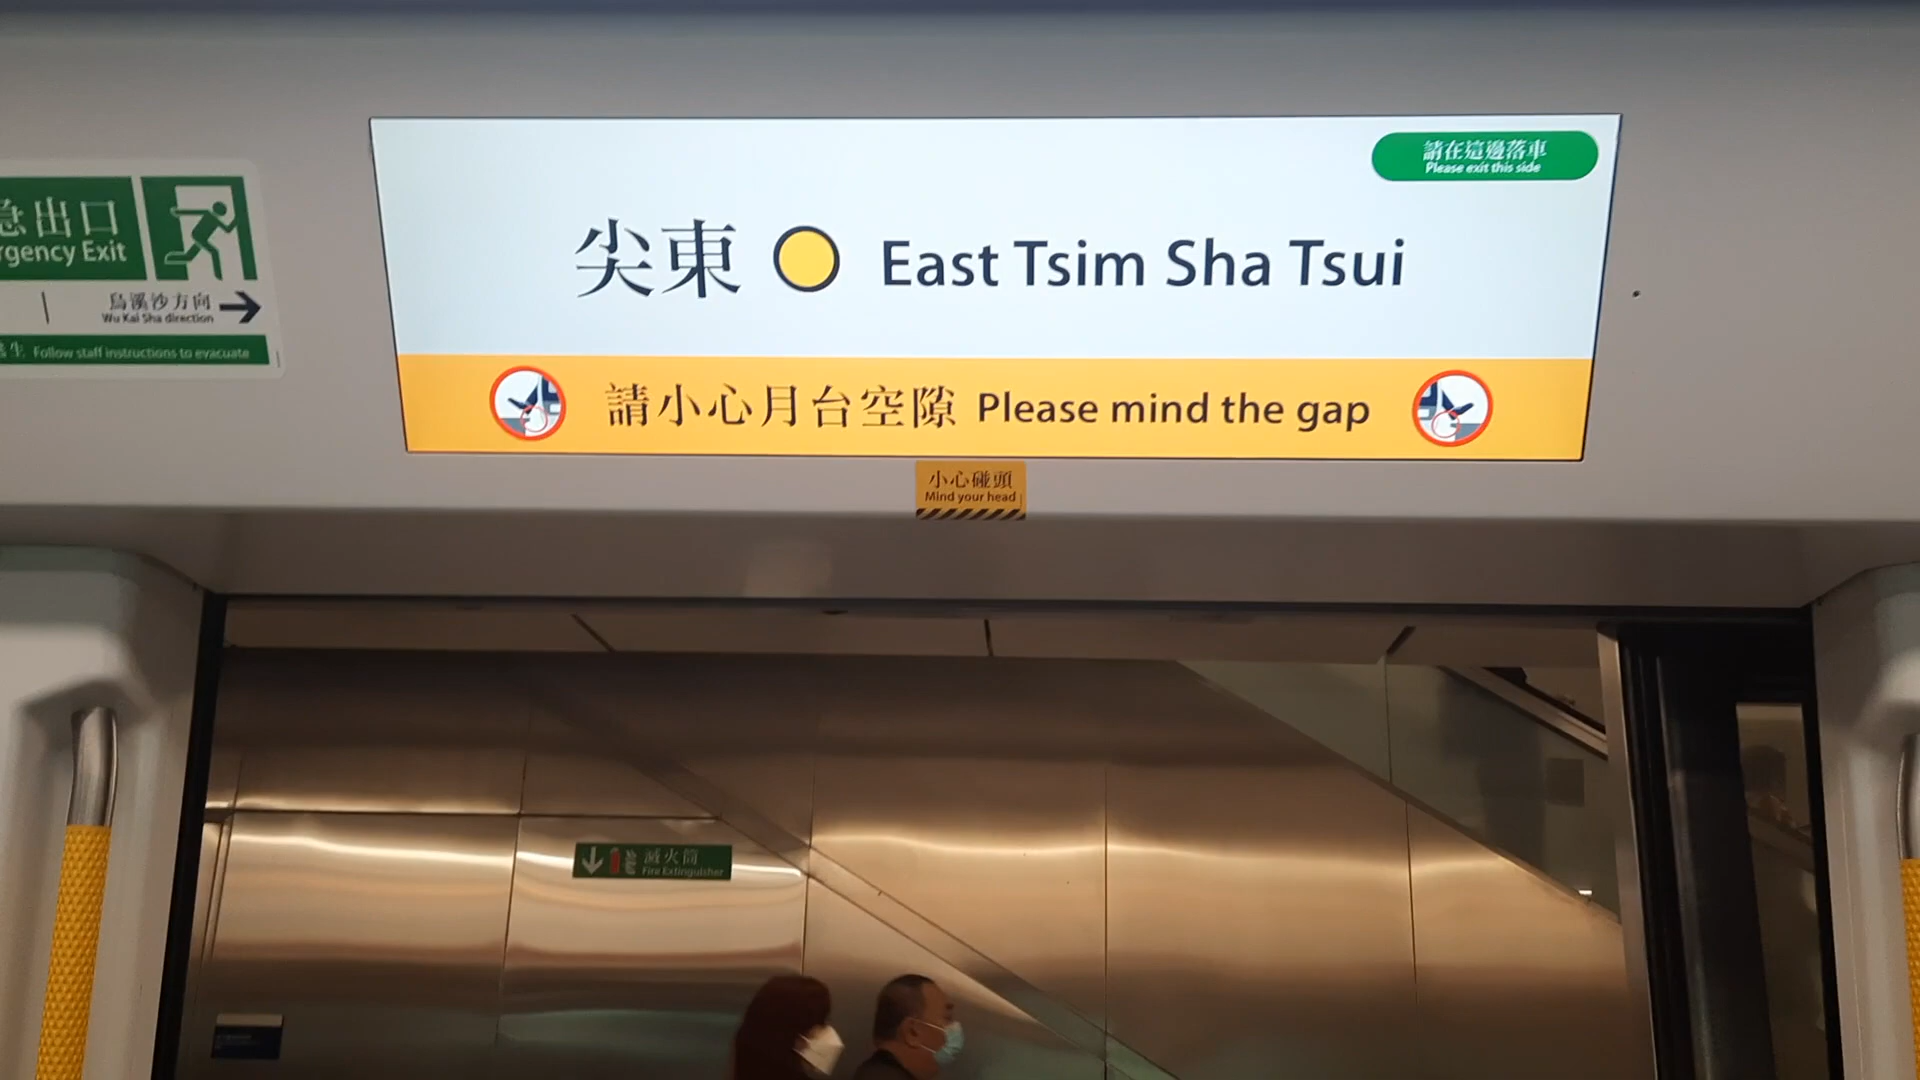 請在這邊落車
Please exit this side
尖東 East Tsim Sha Tsui
請小心月台空隙 Please mind the gap
小心碰頭
Mind your head
急出口
rgency Exit
烏溪沙方向
Wu Kai Sha direction
生 Follow staff instructions to evacuate
滅火筒
Fire Extinguisher